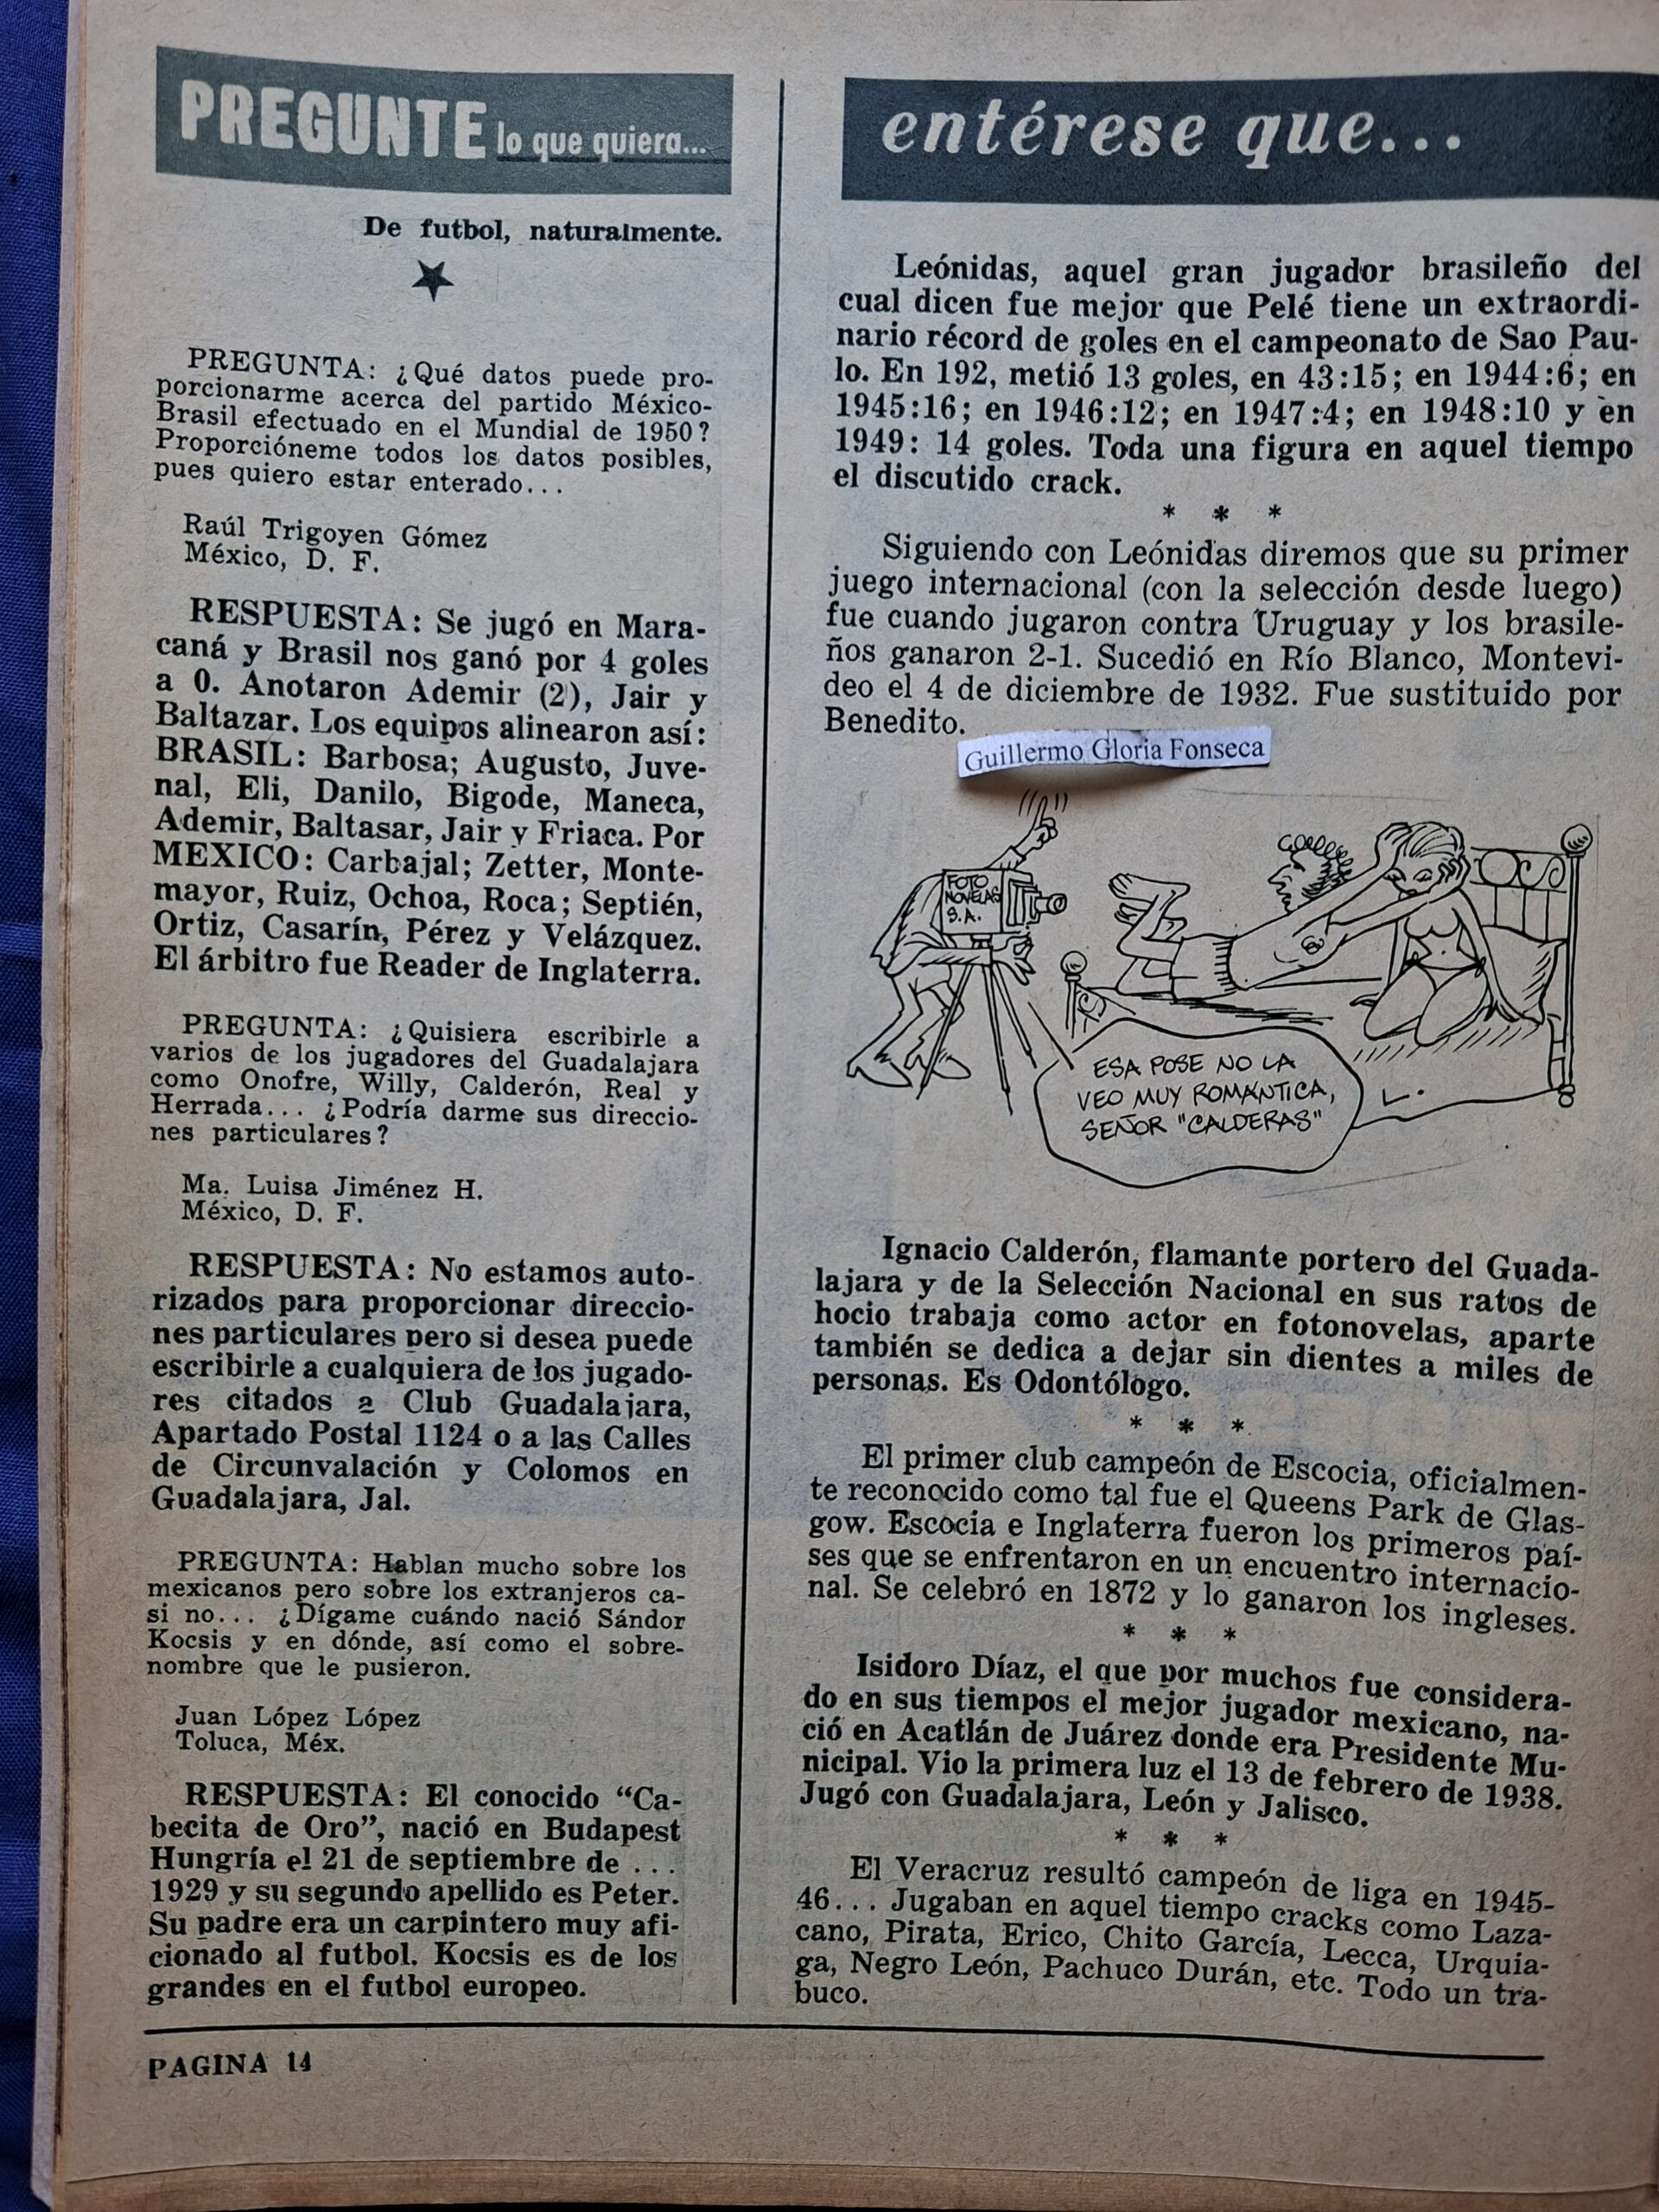 PREGUNTE lo que quiera...
De futbol, naturalmente.
PREGUNTA: ¿Qué datos puede pro-
porcionarme acerca del partido México-
Brasil efectuado en el Mundial de 1950?
Proporcióneme todos los datos posibles,
pues quiero estar enterado...
Raúl Trigoyen Gómez
México, D. F.
RESPUESTA: Se jugó en Mara-
caná y Brasil nos ganó por 4 goles
a 0. Anotaron Ademir (2), Jair y
Baltazar. Los equipos alinearon así:
BRASIL: Barbosa; Augusto, Juve-
nal, Eli, Danilo, Bigode, Maneca,
Ademir, Baltasar, Jair y Friaca. Por
MEXICO: Carbajal; Zetter, Monte-
mayor, Ruiz, Ochoa, Roca; Septién,
Ortiz, Casarín, Pérez y Velázquez.
El árbitro fue Reader de Inglaterra.
PREGUNTA: ¿Quisiera escribirle a
varios de los jugadores del Guadalajara
como Onofre, Willy, Calderón, Real y
Herrada... ¿Podría darme sus direccio-
nes particulares?
Ma. Luisa Jiménez H.
México, D. F.
RESPUESTA: No estamos auto-
rizados para proporcionar direccio-
nes particulares pero si desea puede
escribirle a cualquiera de los jugado-
res citados a Club Guadalajara,
Apartado Postal 1124 o a las Calles
de Circunvalación y Colomos en
Guadalajara, Jal.
PREGUNTA: Hablan mucho sobre los
mexicanos pero sobre los extranjeros ca-
si no... ¿Dígame cuándo nació Sándor
Kocsis y en dónde, así como el sobre-
nombre que le pusieron.
Juan López López
Toluca, Méx.
RESPUESTA: El conocido “Ca-
becita de Oro”, nació en Budapest
Hungría el 21 de septiembre de ...
1929 y su segundo apellido es Peter.
Su padre era un carpintero muy afi-
cionado al futbol. Kocsis es de los
grandes en el futbol europeo.
PAGINA 14
entérese que...
Leónidas, aquel gran jugador brasileño del
cual dicen fue mejor que Pelé tiene un extraordi-
nario récord de goles en el campeonato de Sao Pau-
lo. En 192, metió 13 goles, en 43:15; en 1944:6; en
1945:16; en 1946:12; en 1947:4; en 1948:10 y en
1949: 14 goles. Toda una figura en aquel tiempo
el discutido crack.
* * *
Siguiendo con Leónidas diremos que su primer
juego internacional (con la selección desde luego)
fue cuando jugaron contra Uruguay y los brasile-
ños ganaron 2-1. Sucedió en Río Blanco, Montevi-
deo el 4 de diciembre de 1932. Fue sustituido por
Benedito.
Guillermo Gloria Fonseca
FOTO
NOVELAS
S.A.
ESA POSE NO LA
VEO MUY ROMÁNTICA,
SEÑOR "CALDERAS"
L.
Ignacio Calderón, flamante portero del Guada-
lajara y de la Selección Nacional en sus ratos de
hocio trabaja como actor en fotonovelas, aparte
también se dedica a dejar sin dientes a miles de
personas. Es Odontólogo.
* * *
El primer club campeón de Escocia, oficialmen-
te reconocido como tal fue el Queens Park de Glas-
gow. Escocia e Inglaterra fueron los primeros paí-
ses que se enfrentaron en un encuentro internacio-
nal. Se celebró en 1872 y lo ganaron los ingleses.
* * *
Isidoro Díaz, el que por muchos fue considera-
do en sus tiempos el mejor jugador mexicano, na-
ció en Acatlán de Juárez donde era Presidente Mu-
nicipal. Vio la primera luz el 13 de febrero de 1938.
Jugó con Guadalajara, León y Jalisco.
* * *
El Veracruz resultó campeón de liga en 1945-
46... Jugaban en aquel tiempo cracks como Laza-
cano, Pirata, Erico, Chito García, Lecca, Urquia-
ga, Negro León, Pachuco Durán, etc. Todo un tra-
buco.